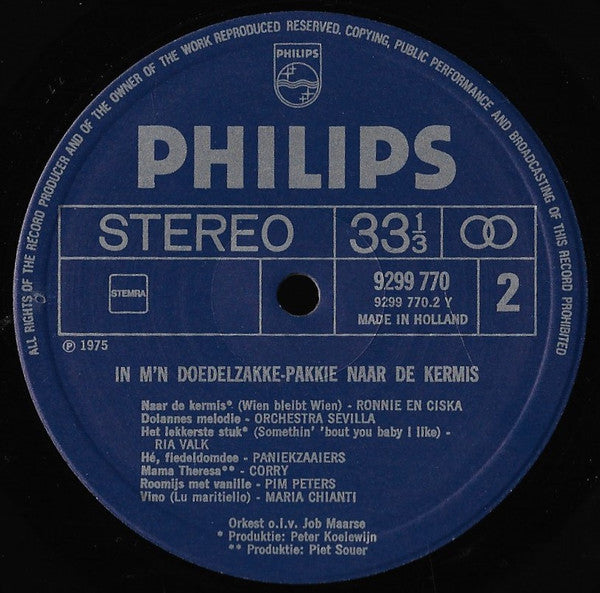 ALL RIGHTS OF THE RECORD PRODUCER AND OF THE OWNER OF THE WORK REPRODUCED RESERVED. COPYING, PUBLIC PERFORMANCE AND BROADCASTING OF THIS RECORD PROHIBITED
PHILIPS
PHILIPS
STEREO 33⅓
STEMRA
9299 770
9299 770.2 Y
MADE IN HOLLAND
2
Ⓟ 1975
IN M'N DOEDELZAKKE-PAKKIE NAAR DE KERMIS
Naar de kermis* (Wien bleibt Wien) - RONNIE EN CISKA
Dolannes melodie - ORCHESTRA SEVILLA
Het lekkerste stuk* (Somethin' 'bout you baby I like) -
RIA VALK
Hé, fiedeldomdee - PANIEKZAAIERS
Mama Theresa** - CORRY
Roomijs met vanille - PIM PETERS
Vino (Lu maritiello) - MARIA CHIANTI
Orkest o.l.v. Job Maarse
* Produktie: Peter Koelewijn
** Produktie: Piet Souer